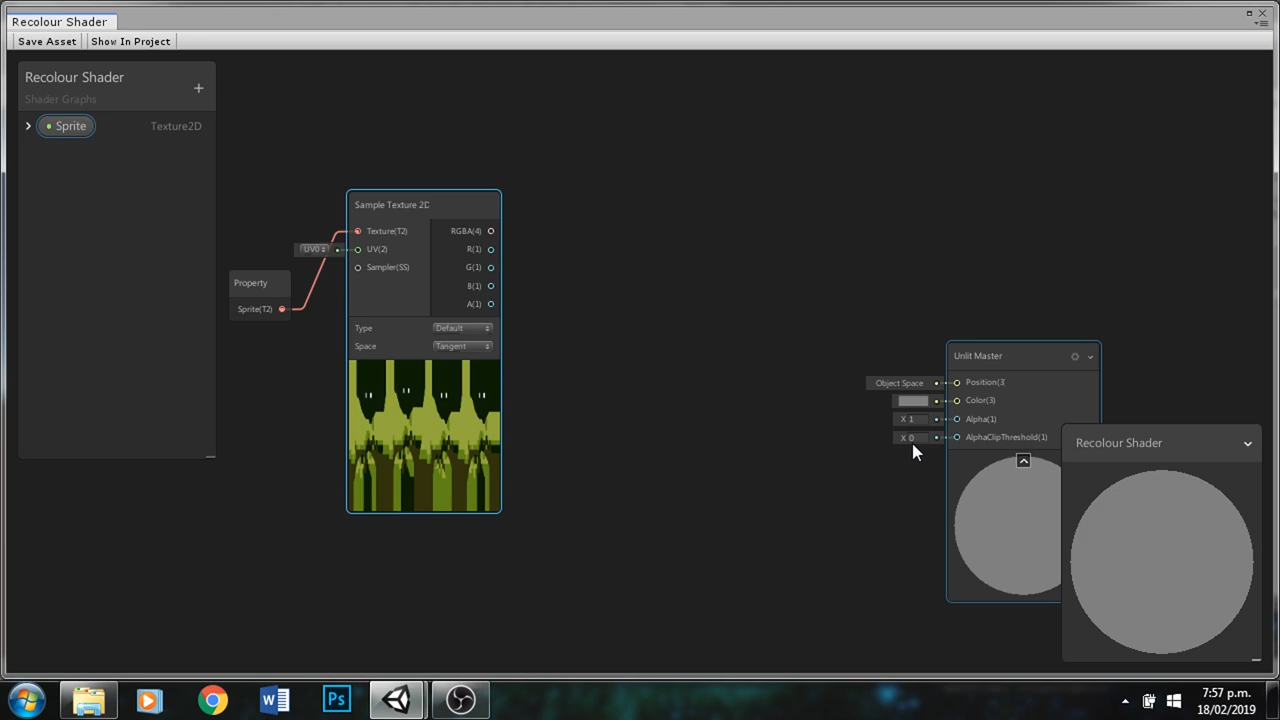 Recolour Shader
Save Asset
Show In Project
Recolour Shader
Shader Graphs
+
Sprite
Texture2D
Sample Texture 2D
Texture(T2)
RGBA(4)
UV0
UV(2)
R(1)
Sampler(SS)
G(1)
B(1)
A(1)
Property
Sprite(T2)
Type
Default
Space
Tangent
Unlit Master
Object Space
Position(3
Color(3)
X 1
Alpha(1)
X 0
AlphaClipThreshold(1)
Recolour Shader
W
Ps
7:57 p.m.
18/02/2019